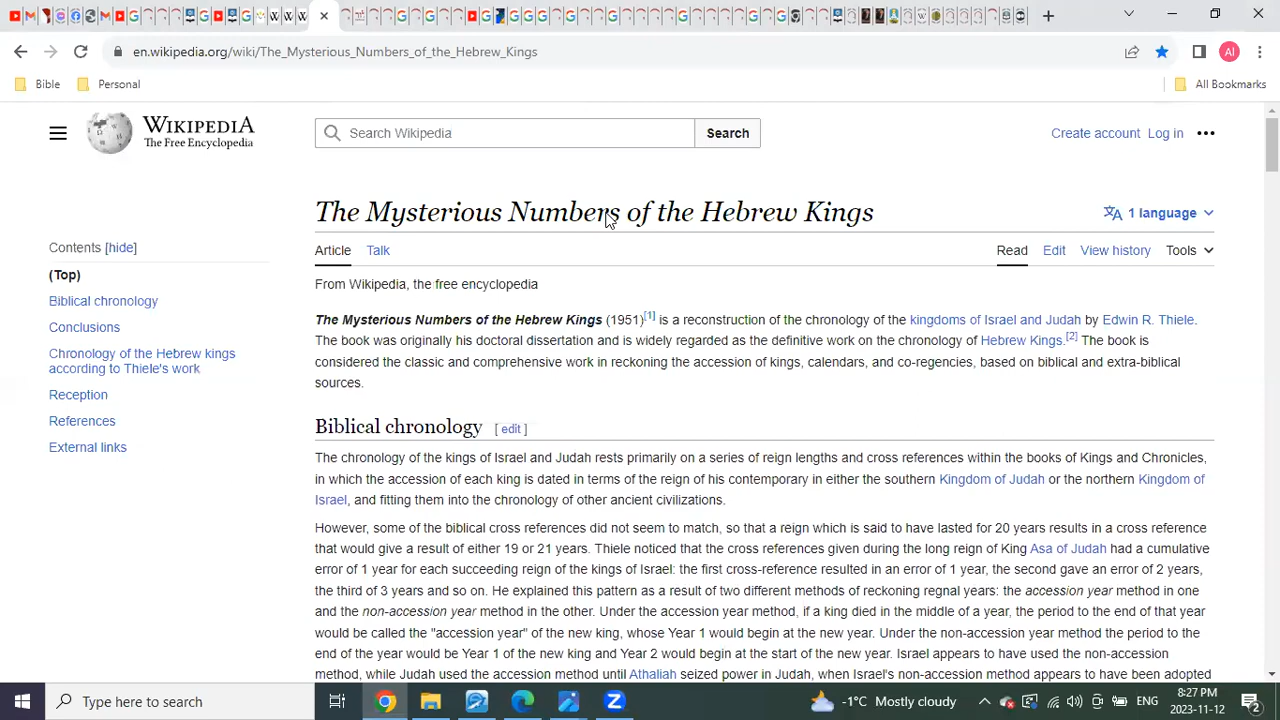 en.wikipedia.org/wiki/The_Mysterious_Numbers_of_the_Hebrew_Kings
AI
Bible
Personal
All Bookmarks
WIKIPEDIA
The Free Encyclopedia
Search Wikipedia
Search
Create account
Log in
The Mysterious Numbers of the Hebrew Kings
1 language
Contents [hide]
(Top)
Biblical chronology
Conclusions
Chronology of the Hebrew kings
according to Thiele's work
Reception
References
External links
Article
Talk
Read
Edit
View history
Tools
From Wikipedia, the free encyclopedia
The Mysterious Numbers of the Hebrew Kings (1951)[1] is a reconstruction of the chronology of the kingdoms of Israel and Judah by Edwin R. Thiele.
The book was originally his doctoral dissertation and is widely regarded as the definitive work on the chronology of Hebrew Kings.[2] The book is
considered the classic and comprehensive work in reckoning the accession of kings, calendars, and co-regencies, based on biblical and extra-biblical
sources.
Biblical chronology [ edit ]
The chronology of the kings of Israel and Judah rests primarily on a series of reign lengths and cross references within the books of Kings and Chronicles,
in which the accession of each king is dated in terms of the reign of his contemporary in either the southern Kingdom of Judah or the northern Kingdom of
Israel, and fitting them into the chronology of other ancient civilizations.
However, some of the biblical cross references did not seem to match, so that a reign which is said to have lasted for 20 years results in a cross reference
that would give a result of either 19 or 21 years. Thiele noticed that the cross references given during the long reign of King Asa of Judah had a cumulative
error of 1 year for each succeeding reign of the kings of Israel: the first cross-reference resulted in an error of 1 year, the second gave an error of 2 years,
the third of 3 years and so on. He explained this pattern as a result of two different methods of reckoning regnal years: the accession year method in one
and the non-accession year method in the other. Under the accession year method, if a king died in the middle of a year, the period to the end of that year
would be called the "accession year" of the new king, whose Year 1 would begin at the new year. Under the non-accession year method the period to the
end of the year would be Year 1 of the new king and Year 2 would begin at the start of the new year. Israel appears to have used the non-accession
method, while Judah used the accession method until Athaliah seized power in Judah, when Israel's non-accession method appears to have been adopted
Type here to search
-1°C Mostly cloudy
ENG
8:27 PM
2023-11-12
2